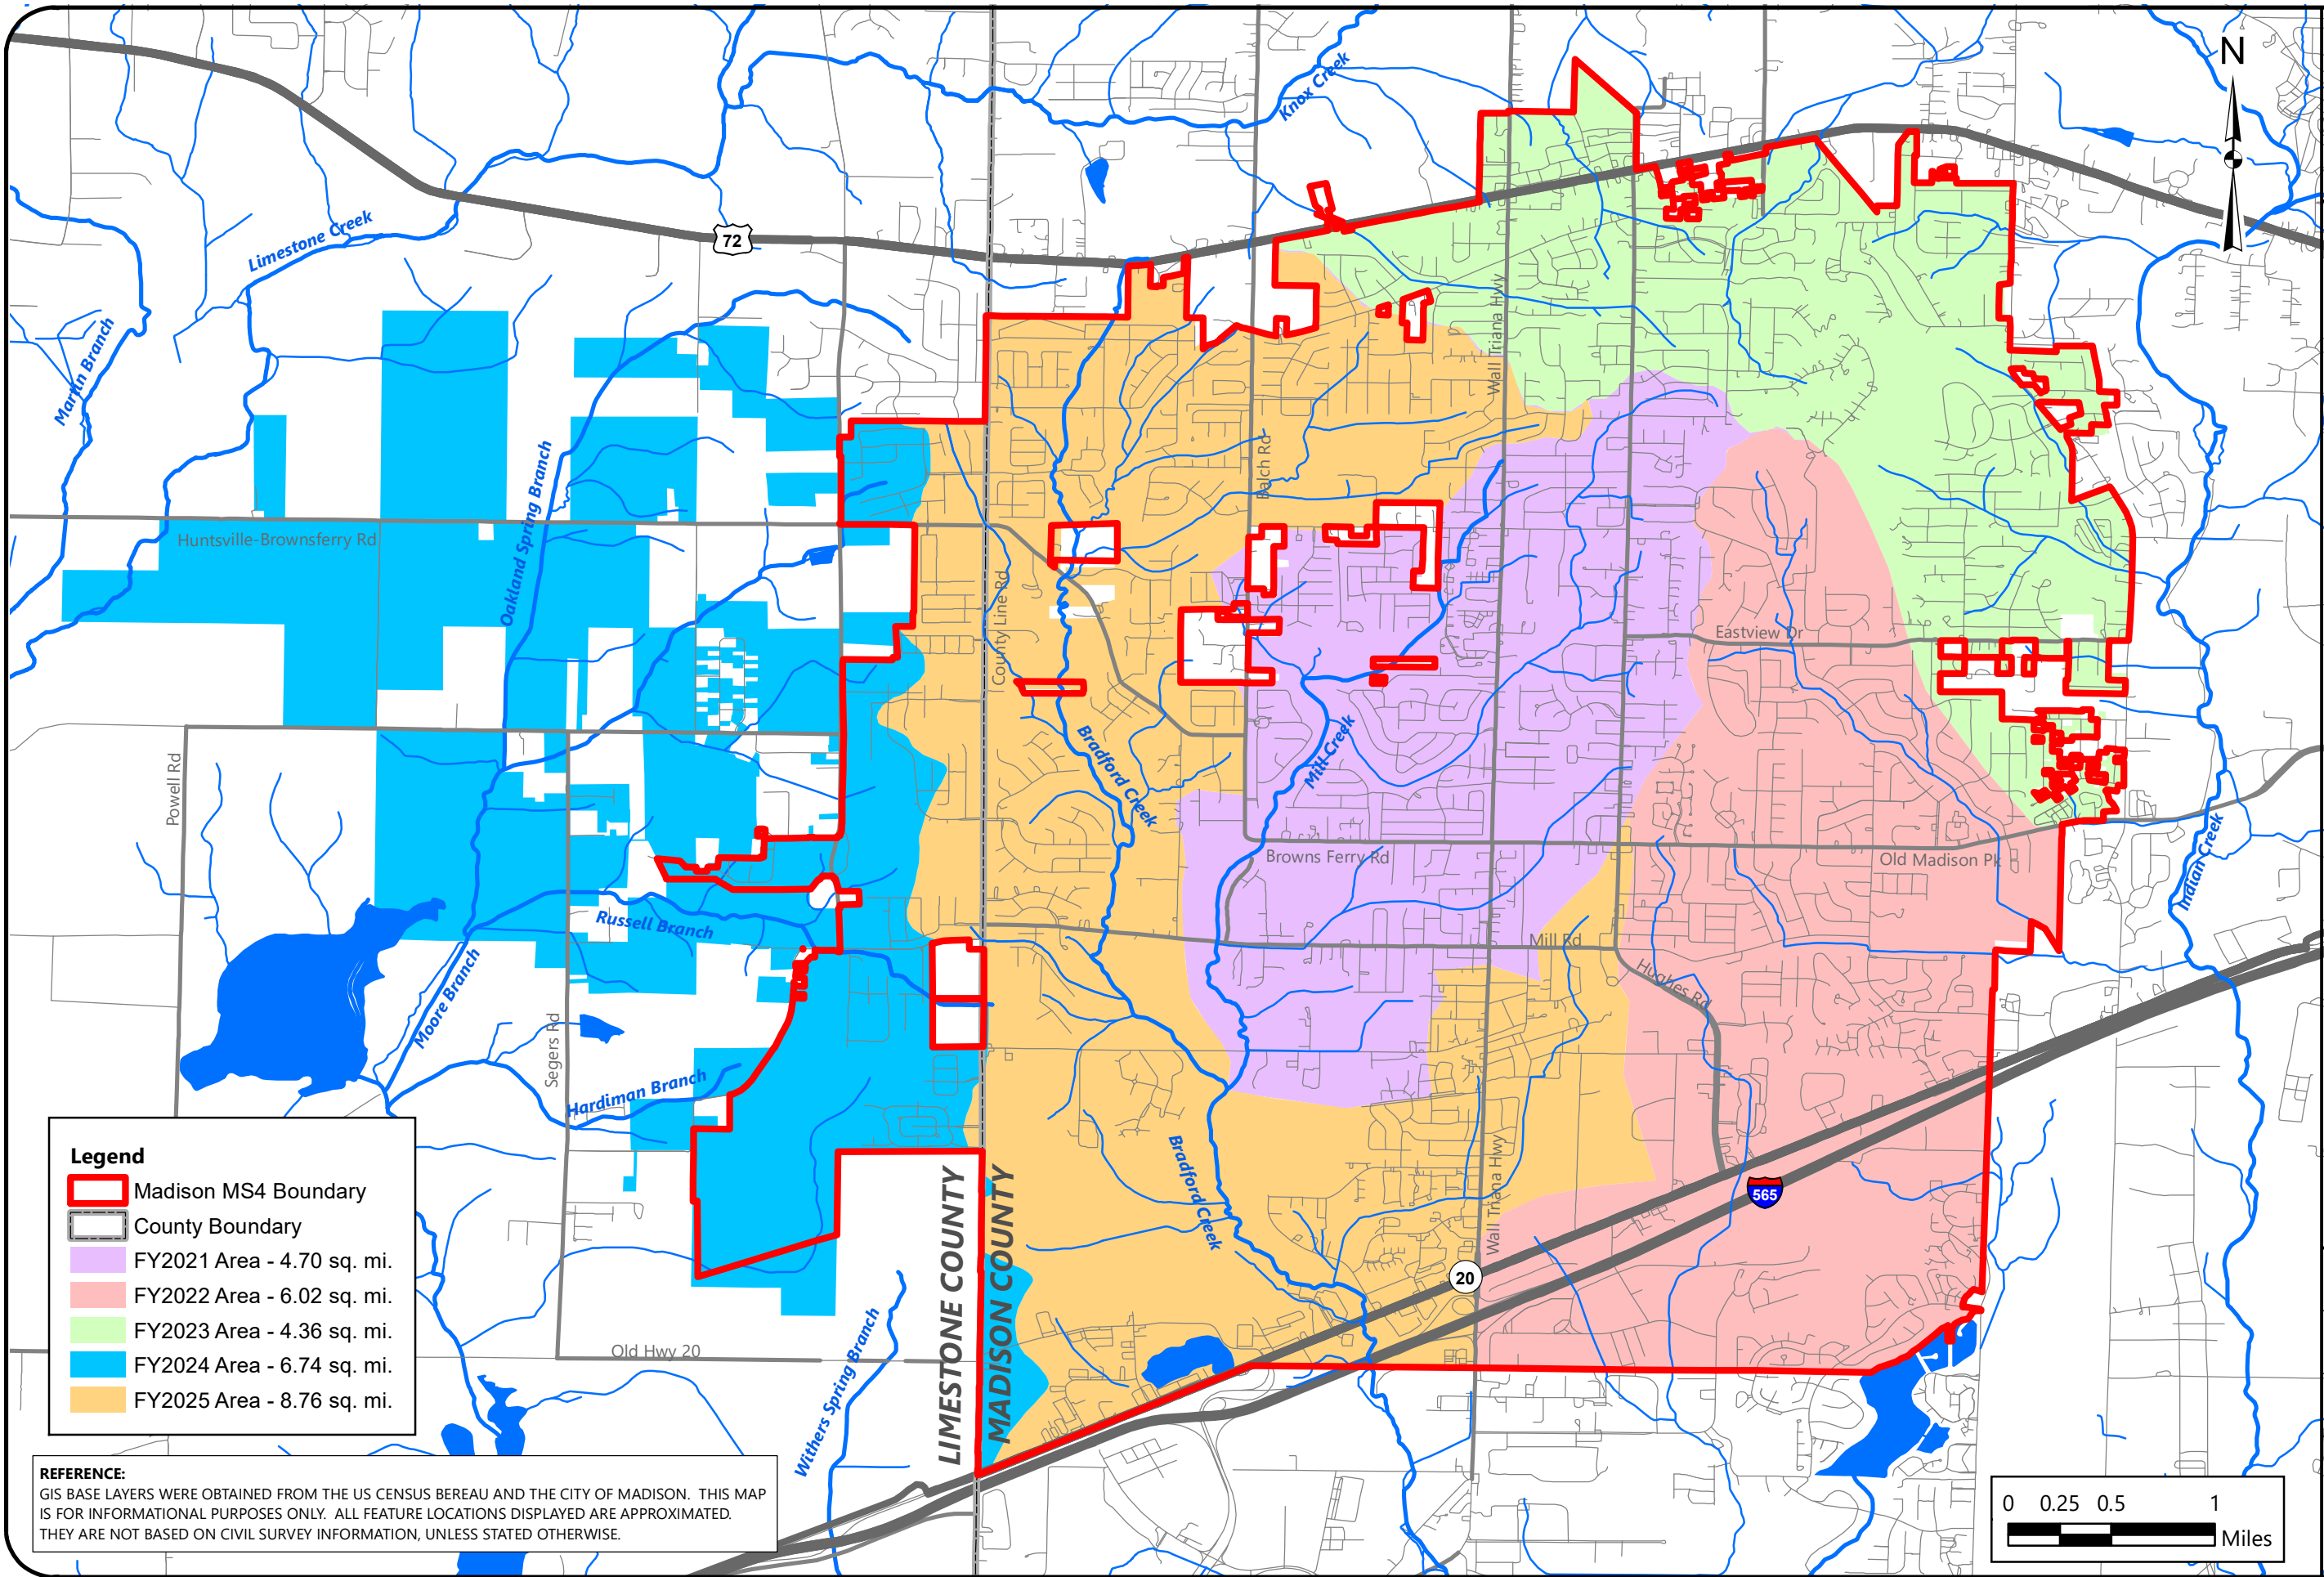 N
Knox Creek
Limestone Creek
72
Martin Branch
Wall Triana Hwy
Balch Rd
Oakland Spring Branch
Huntsville-Brownsferry Rd
County Line Rd
Eastview Dr
Bradford Creek
Mill Creek
Powell Rd
Browns Ferry Rd
Old Madison Pk
Indian Creek
Russell Branch
Mill Rd
Hughes Rd
Moore Branch
Segers Rd
Hardiman Branch
Bradford Creek
Wall Triana Hwy
565
20
LIMESTONE COUNTY
MADISON COUNTY
Old Hwy 20
Withers Spring Branch
Legend
Madison MS4 Boundary
County Boundary
FY2021 Area - 4.70 sq. mi.
FY2022 Area - 6.02 sq. mi.
FY2023 Area - 4.36 sq. mi.
FY2024 Area - 6.74 sq. mi.
FY2025 Area - 8.76 sq. mi.
REFERENCE:
GIS BASE LAYERS WERE OBTAINED FROM THE US CENSUS BEREAU AND THE CITY OF MADISON. THIS MAP
IS FOR INFORMATIONAL PURPOSES ONLY. ALL FEATURE LOCATIONS DISPLAYED ARE APPROXIMATED.
THEY ARE NOT BASED ON CIVIL SURVEY INFORMATION, UNLESS STATED OTHERWISE.
0 0.25 0.5 1
Miles